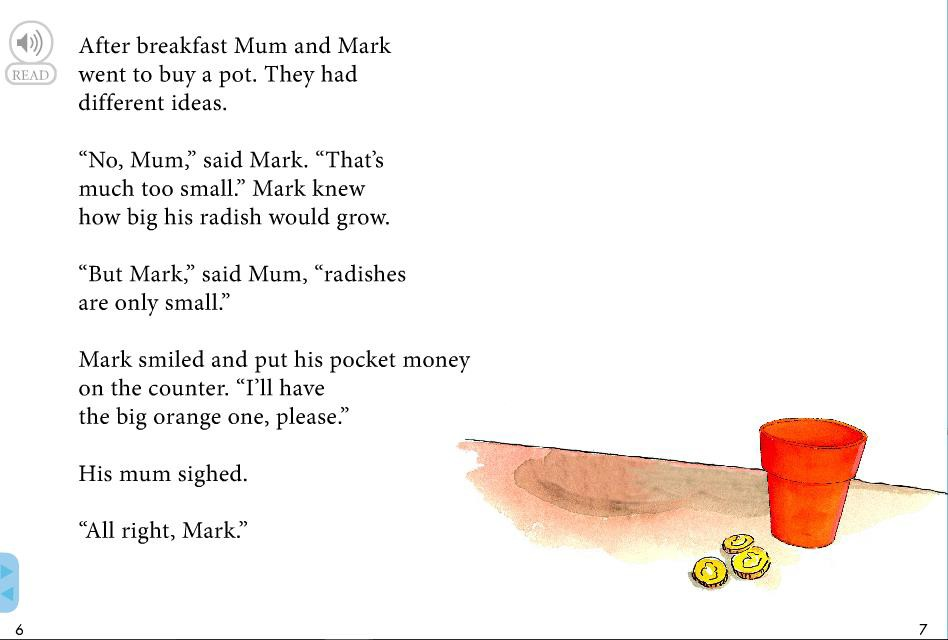 READ
After breakfast Mum and Mark
went to buy a pot. They had
different ideas.
“No, Mum,” said Mark. “That’s
much too small.” Mark knew
how big his radish would grow.
“But Mark,” said Mum, “radishes
are only small.”
Mark smiled and put his pocket money
on the counter. “I’ll have
the big orange one, please.”
His mum sighed.
“All right, Mark.”
6
7